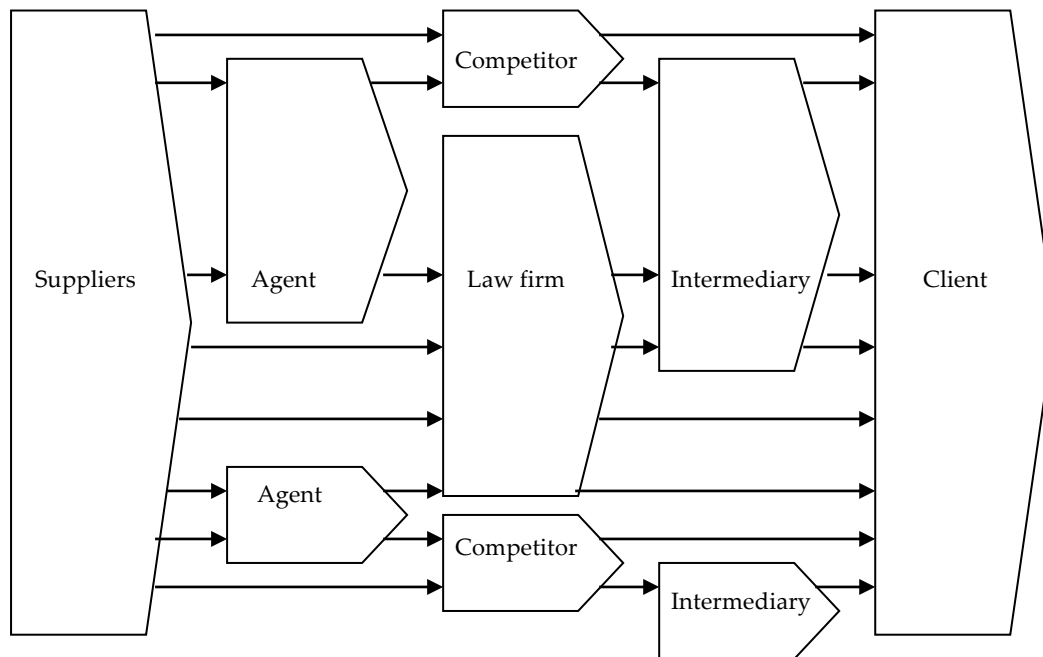 Competitor
Suppliers
Agent
Law firm
Intermediary
Client
Agent
Competitor
Intermediary